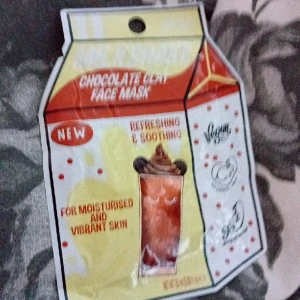 CHOCOLATE CLAY
FACE MASK
NEW
REFRESHING
& SOOTHING
Vegan
FOR MOISTURISED
AND
VIBRANT SKIN